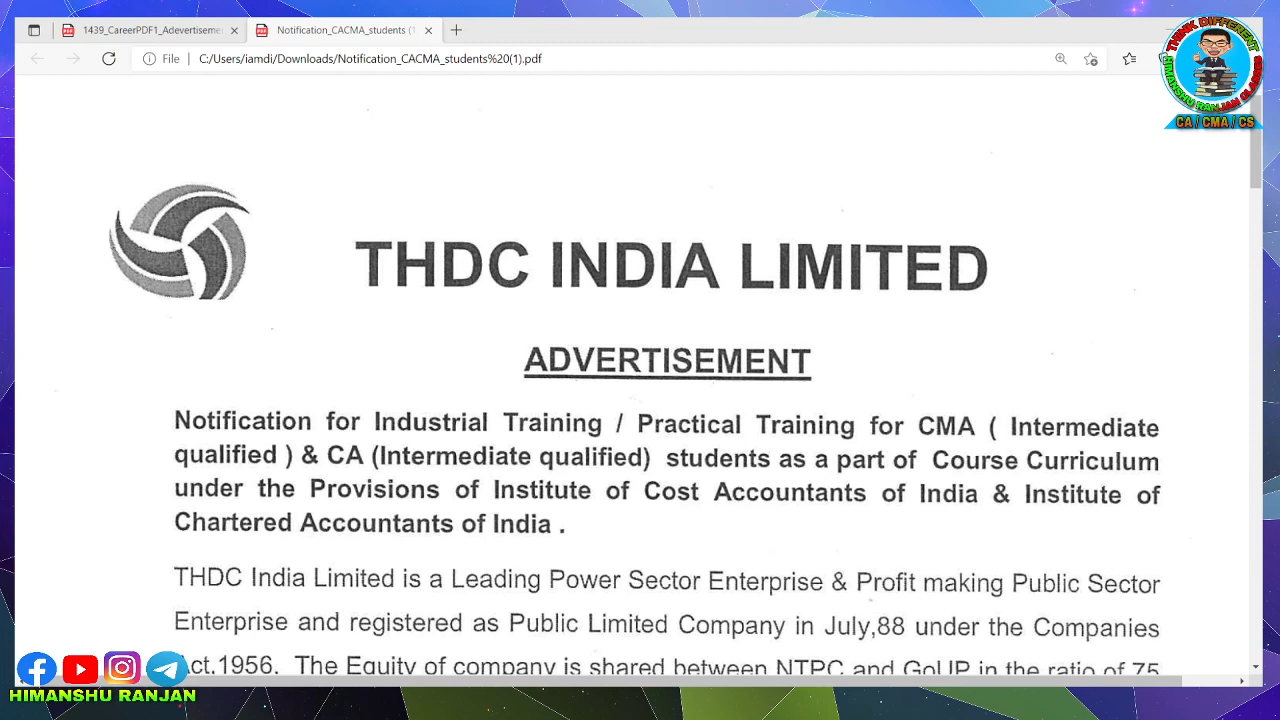 1439_CareerPDF1_Adevertiseme
Notification_CACMA_students (1
File
C:/Users/iamdi/Downloads/Notification_CACMA_students%20(1).pdf
THINK DIFFERENT
HIMANSHU RANJAN CLASSES
CA / CMA / CS
THDC INDIA LIMITED
ADVERTISEMENT
Notification for Industrial Training / Practical Training for CMA ( Intermediate
qualified ) & CA (Intermediate qualified) students as a part of Course Curriculum
under the Provisions of Institute of Cost Accountants of India & Institute of
Chartered Accountants of India .
THDC India Limited is a Leading Power Sector Enterprise & Profit making Public Sector
Enterprise and registered as Public Limited Company in July,88 under the Companies
Act.1956. The Equity of company is shared between NTPC and GoUP in the ratio of 75
HIMANSHU RANJAN